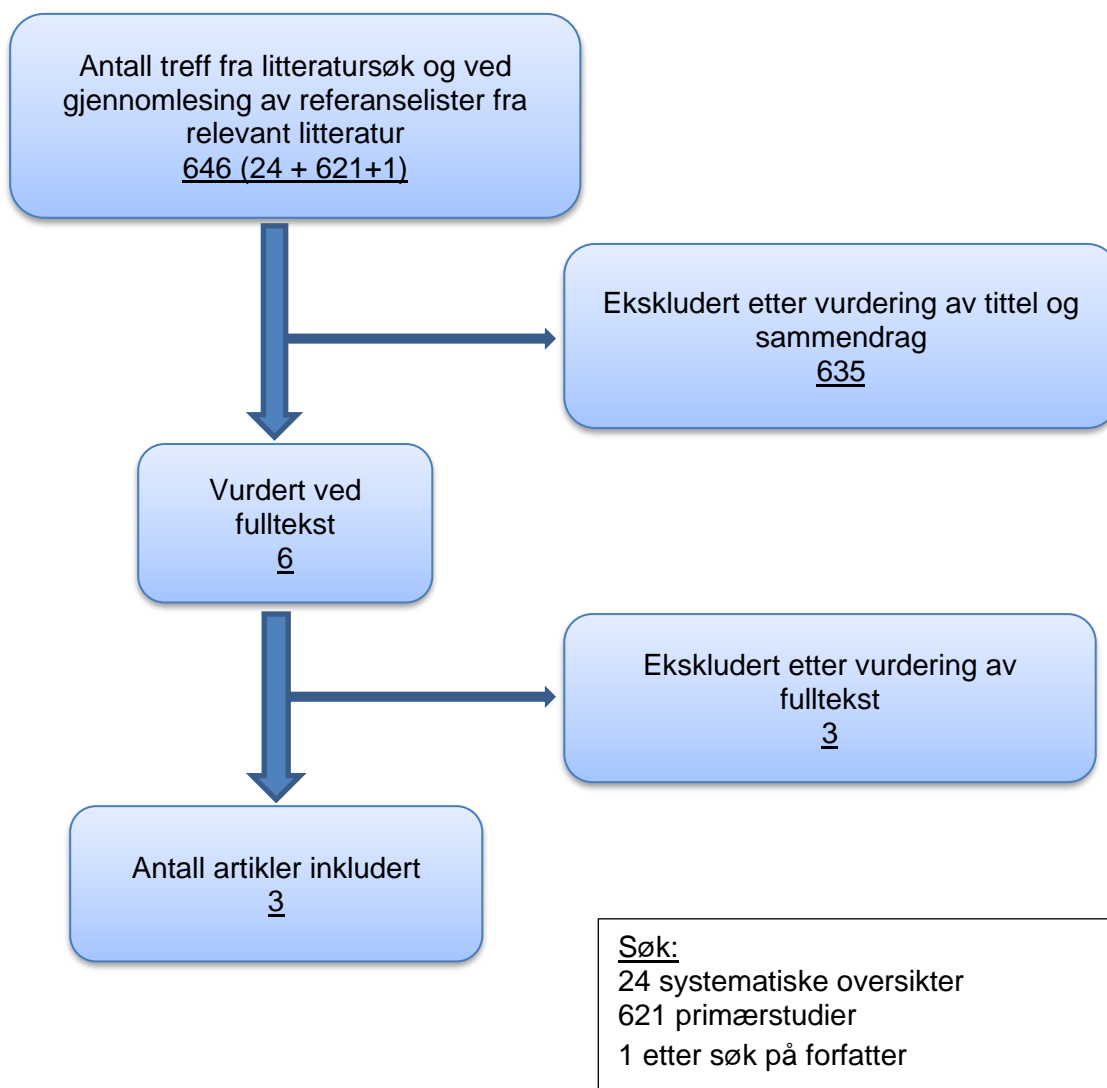 Antall treff fra litteratursøk og ved
gjennomlesing av referanselister fra
relevant litteratur
646 (24 + 621+1)
Ekskludert etter vurdering av tittel og
sammendrag
635
Vurdert ved
fulltekst
6
Ekskludert etter vurdering av
fulltekst
3
Antall artikler inkludert
3
Søk:
24 systematiske oversikter
621 primærstudier
1 etter søk på forfatter